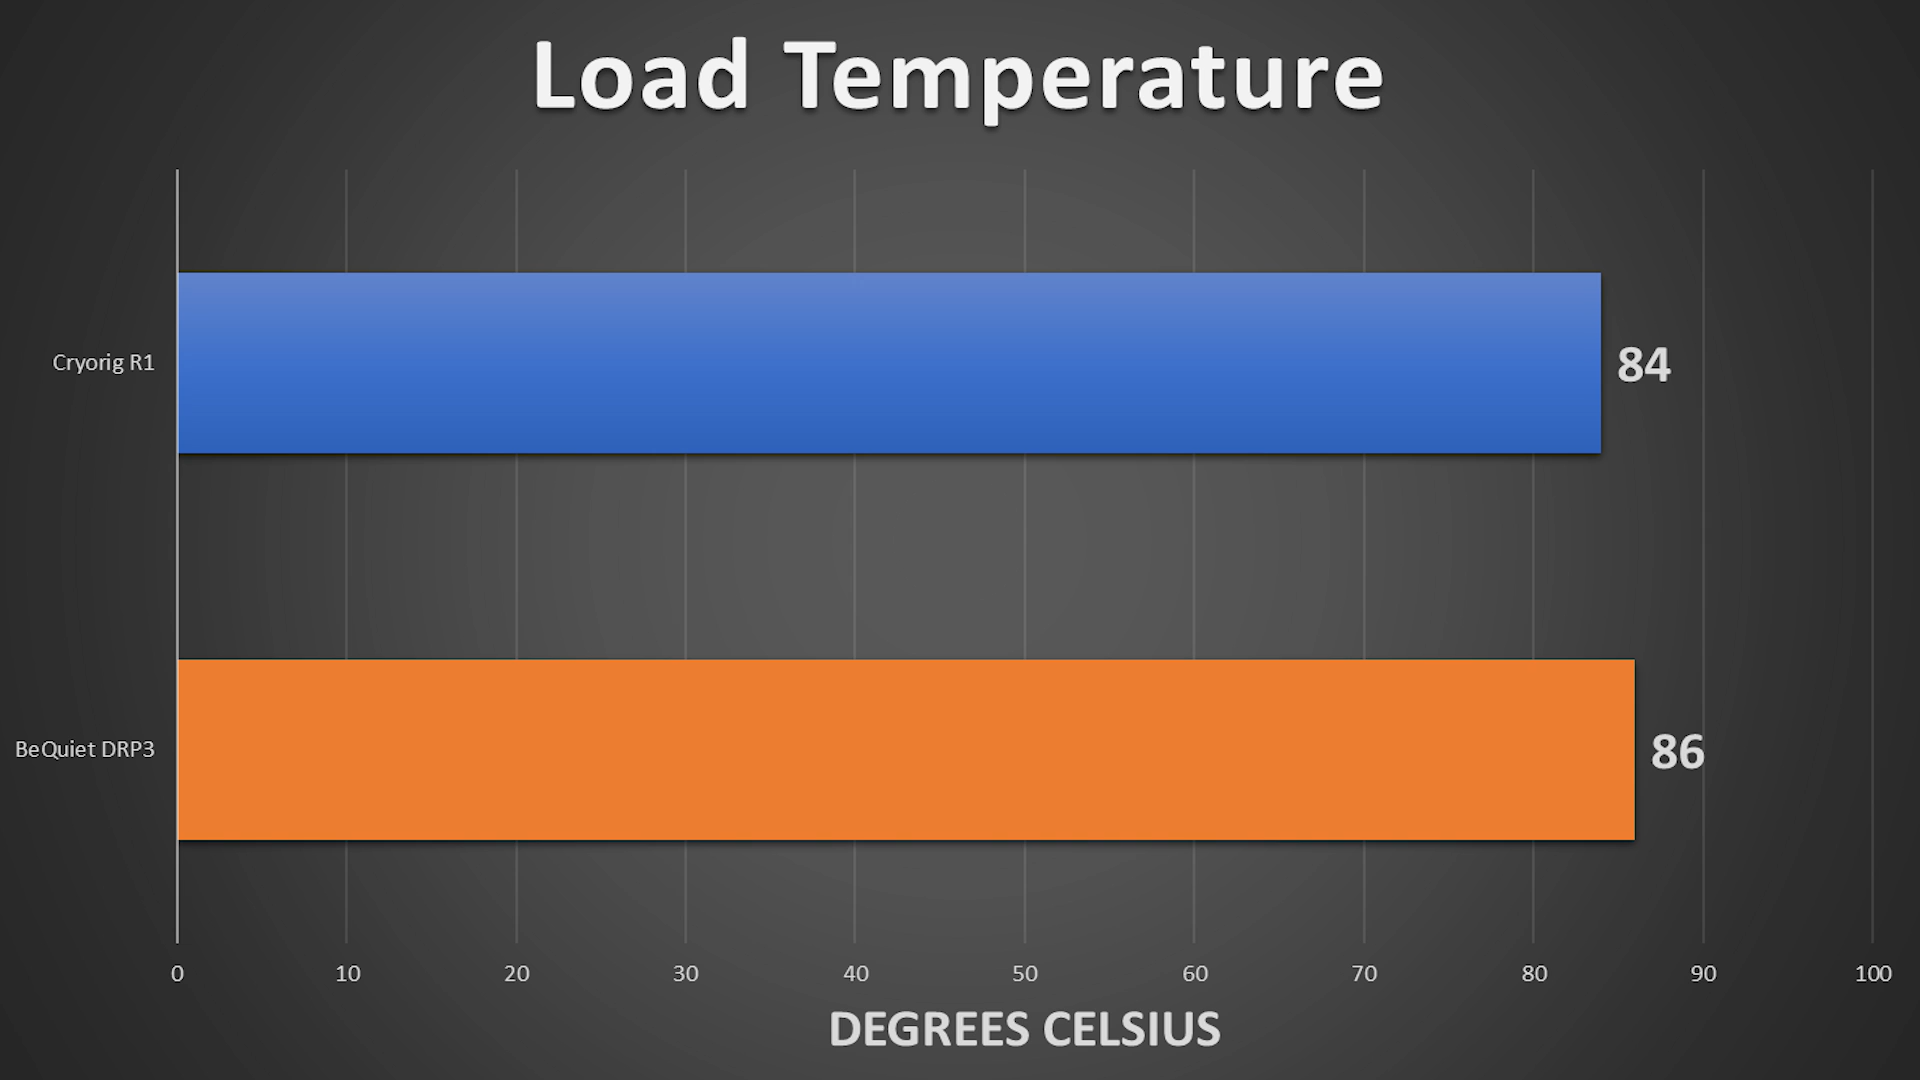 Load Temperature
Cryorig R1
84
BeQuiet DRP3
86
0 10 20 30 40 50 60 70 80 90 100
DEGREES CELSIUS